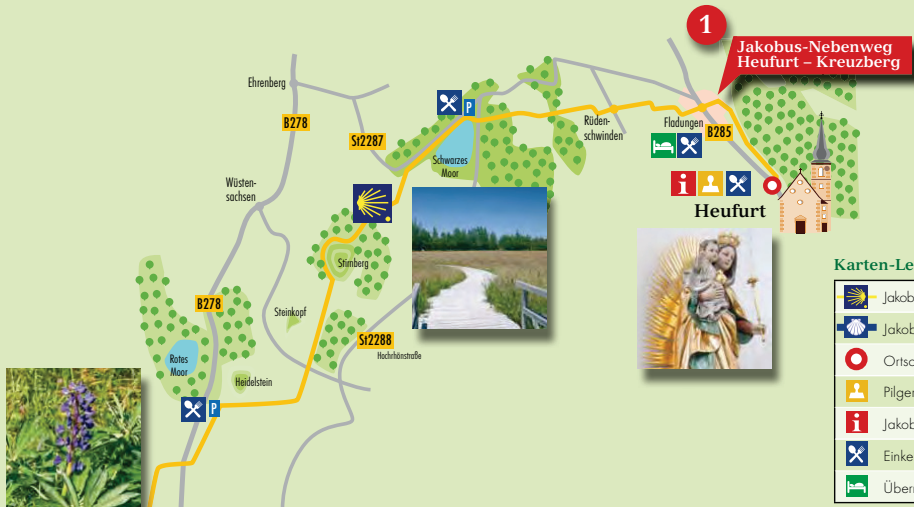 1
Jakobus-Nebenweg
Heufurt – Kreuzberg
Ehrenberg
B278
St2287
P
Schwarzes
Moor
Rüden-
schwinden
Fladungen
B285
Wüsten-
sachsen
i
Heufurt
Stirnberg
B278
Steinkopf
St2288
Hochrhönstraße
Rotes
Moor
Heidelstein
P
Karten-Le
Jakob
Jakob
Ortsc
Pilger
i
Jakob
Einke
Übern